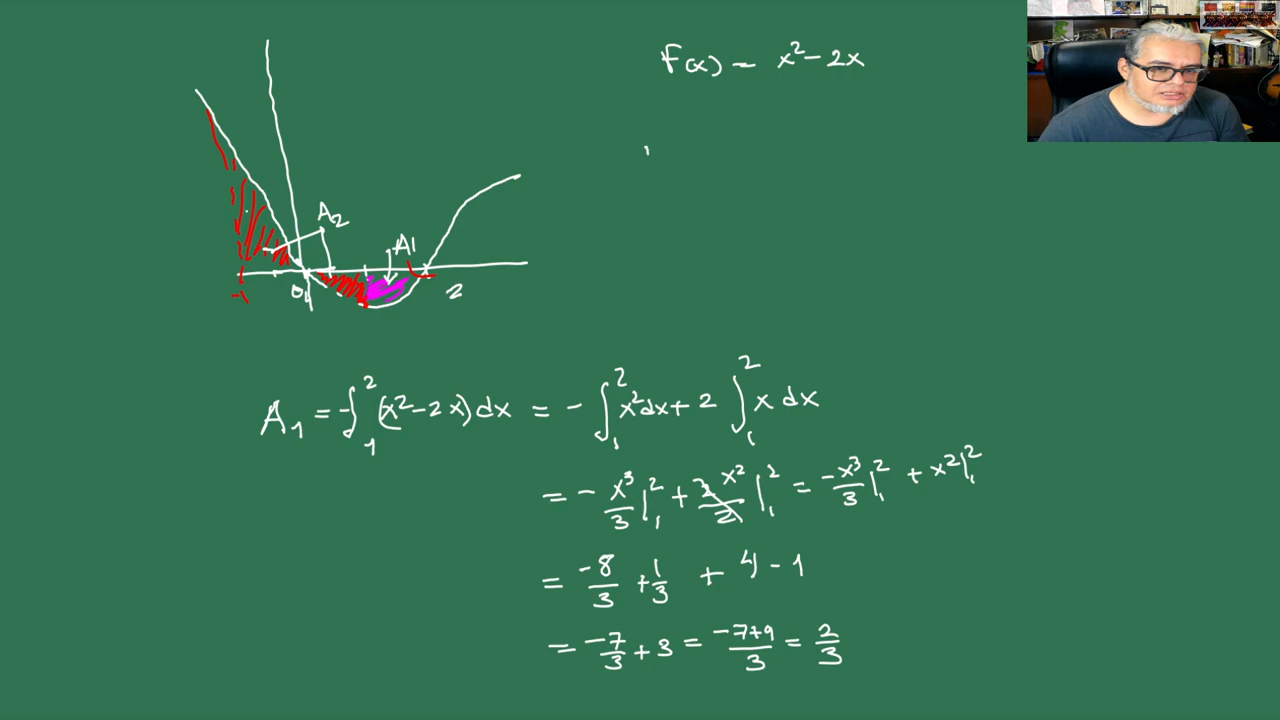 F(x) = x² - 2x
A2
A1
-1 0 2
A₁ = -∫₁² (x² - 2x) dx = - ∫₁² x² dx + 2 ∫₁² x dx
= - x³/3 |₁² + 2 x²/2 |₁² = -x³/3 |₁² + x² |₁²
= -8/3 + 1/3 + 4 - 1
= -7/3 + 3 = -7+9/3 = 2/3